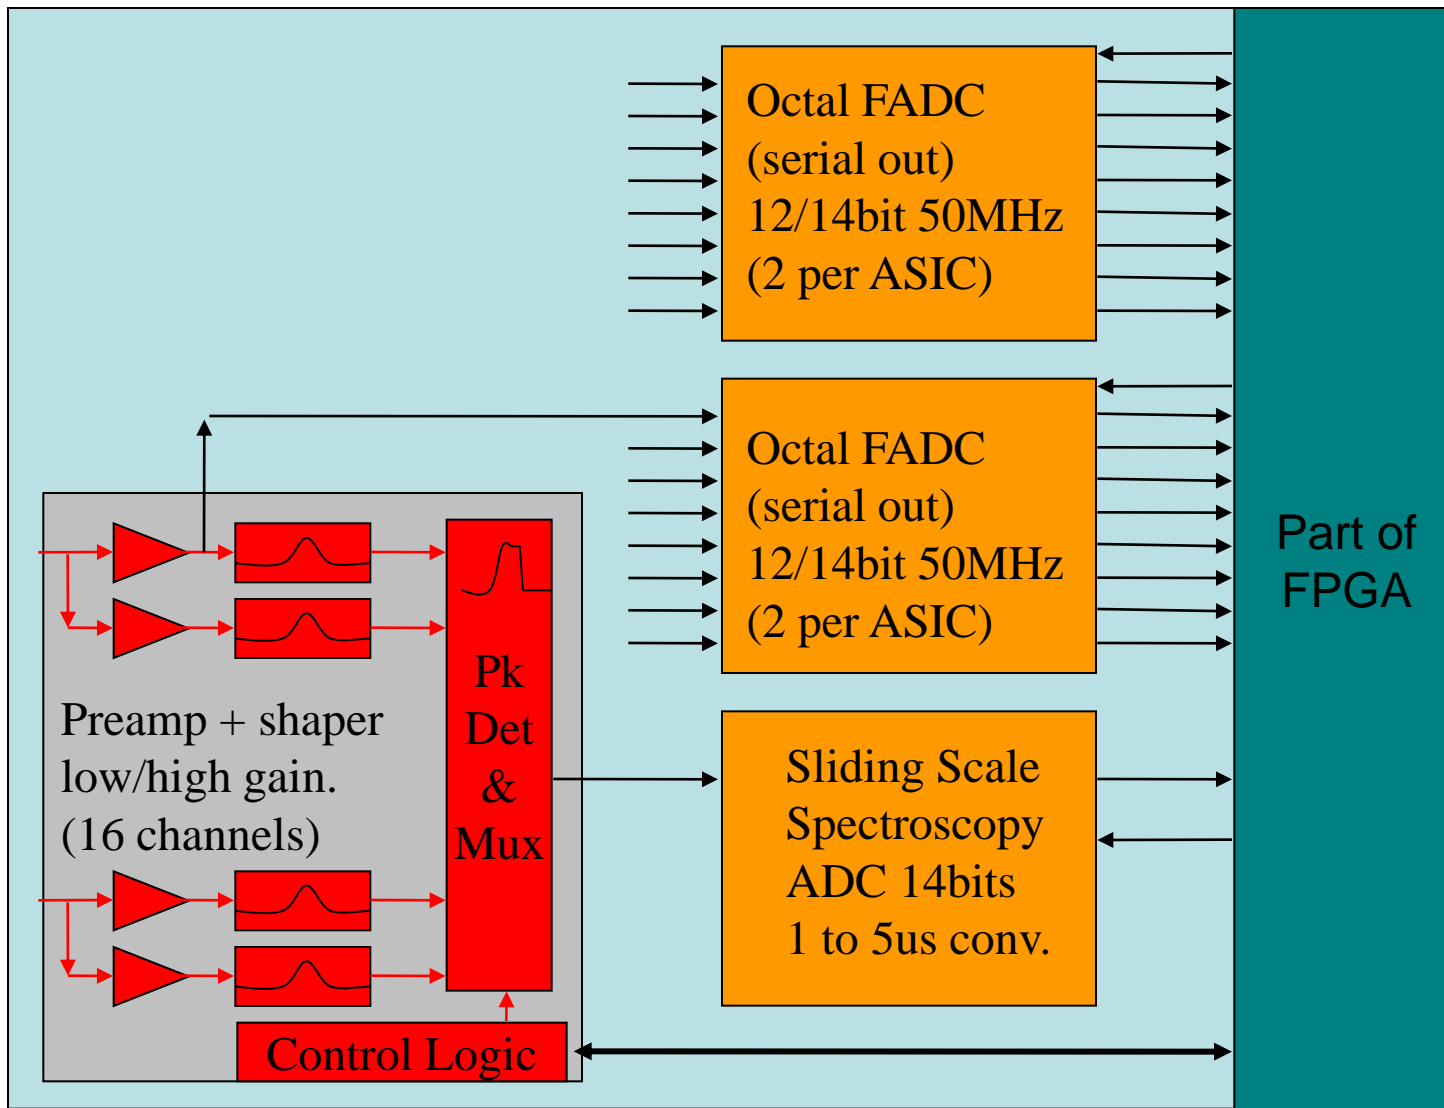 Octal FADC
(serial out)
12/14bit 50MHz
(2 per ASIC)
Octal FADC
(serial out)
12/14bit 50MHz
(2 per ASIC)
Part of
FPGA
Pk
Det
&
Mux
Preamp + shaper
low/high gain.
(16 channels)
Sliding Scale
Spectroscopy
ADC 14bits
1 to 5us conv.
Control Logic